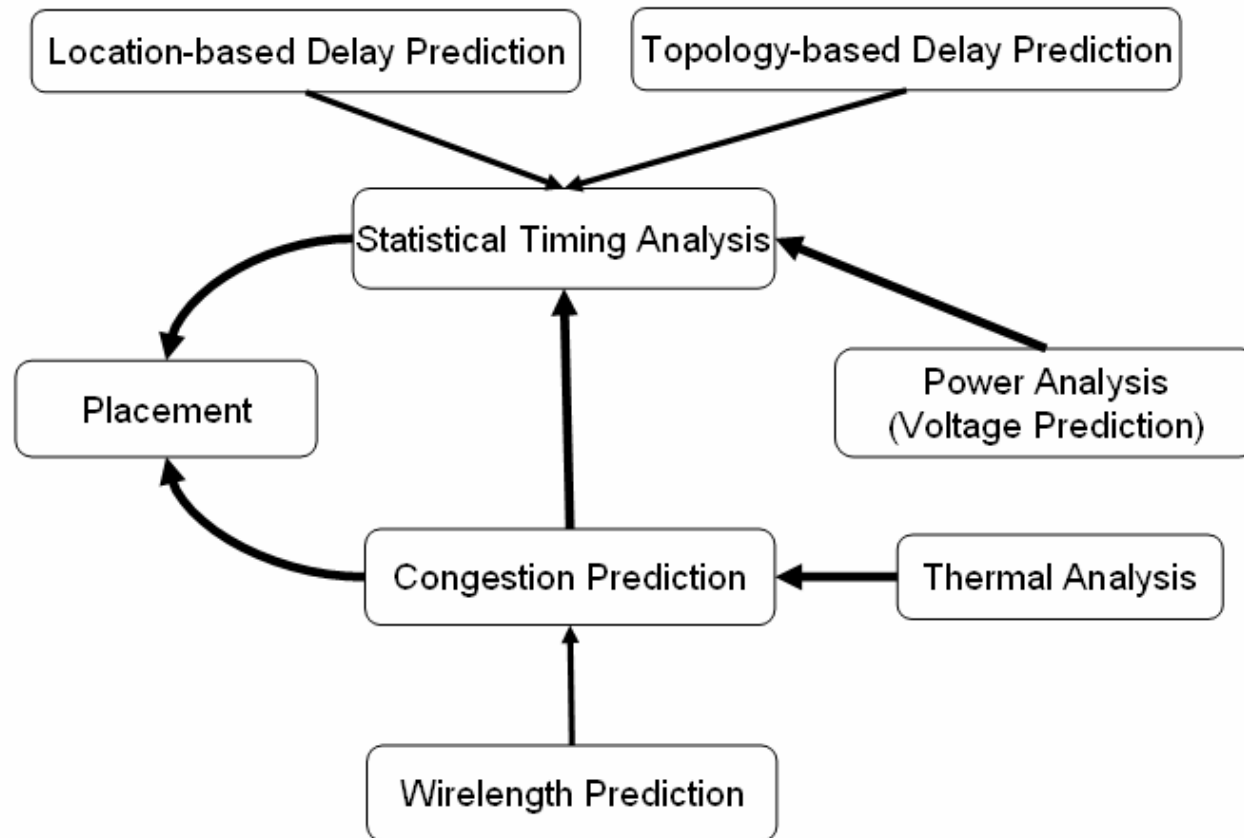 Location-based Delay Prediction
Topology-based Delay Prediction
Statistical Timing Analysis
Placement
Power Analysis
(Voltage Prediction)
Congestion Prediction
Thermal Analysis
Wirelength Prediction